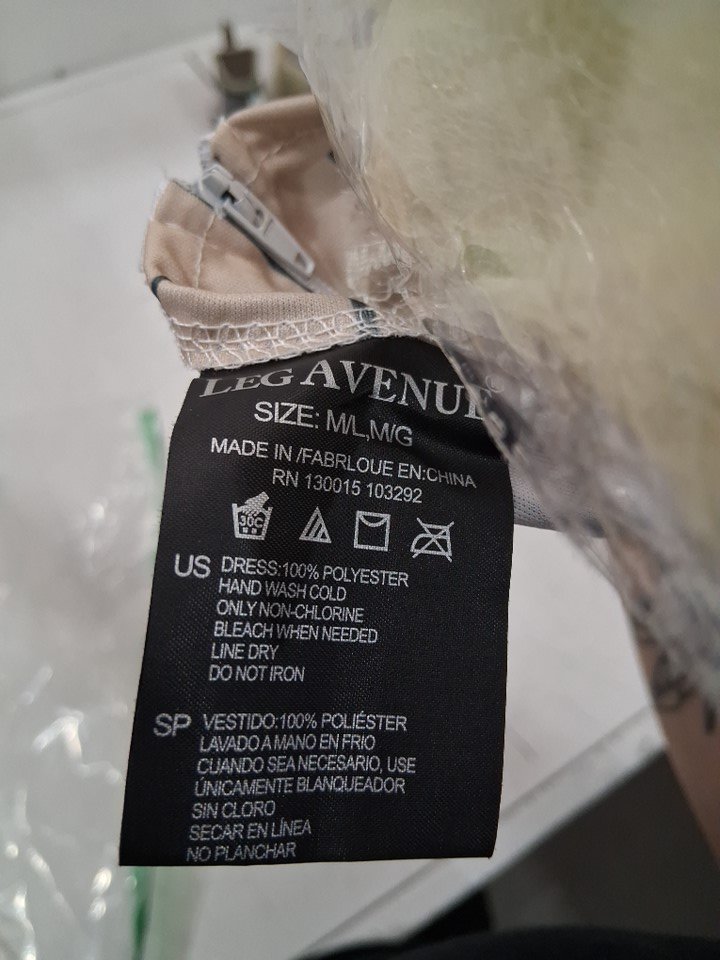 LEG AVENUE
SIZE: M/L,M/G
MADE IN /FABRLOUE EN:CHINA
RN 130015 103292
30C
US DRESS:100% POLYESTER
HAND WASH COLD
ONLY NON-CHLORINE
BLEACH WHEN NEEDED
LINE DRY
DO NOT IRON
SP VESTIDO:100% POLIÉSTER
LAVADO A MANO EN FRIO
CUANDO SEA NECESARIO, USE
ÚNICAMENTE BLANQUEADOR
SIN CLORO
SECAR EN LÍNEA
NO PLANCHAR